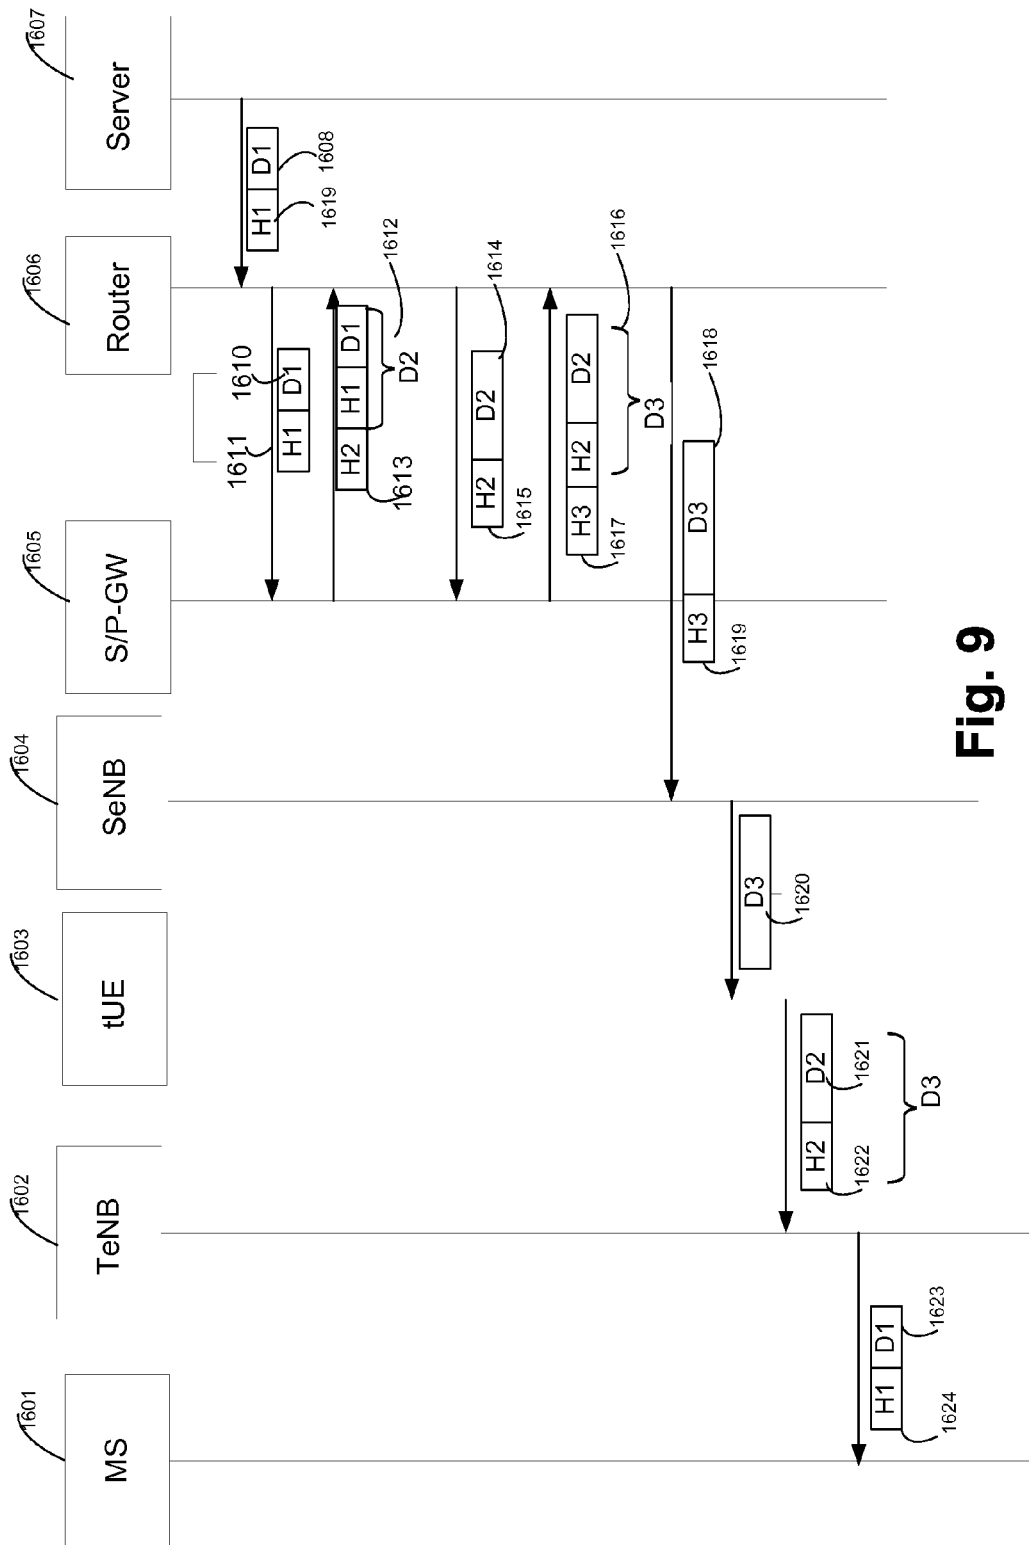 1601
1602
1603
1604
1605
1606
1607
MS
TeNB
tUE
SeNB
S/P-GW
Router
Server
H1 D1
1619
1608
1611
1610
H1 D1
H2 H1 D1
1613
D2
1612
H2 D2
1615
1614
H3 H2 D2
1617
D3
1616
H3 D3
1619
1618
D3
1620
H2 D2
1622
1621
D3
H1 D1
1624
1623
Fig. 9